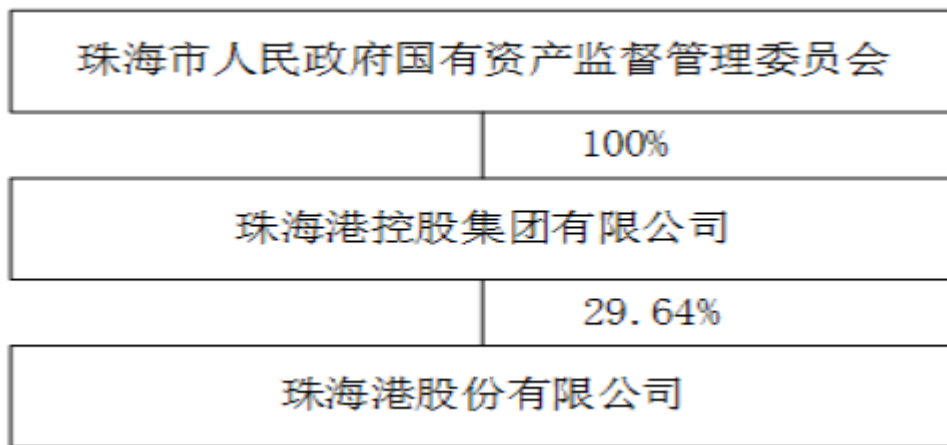 珠海市人民政府国有资产监督管理委员会
100%
珠海港控股集团有限公司
29.64%
珠海港股份有限公司